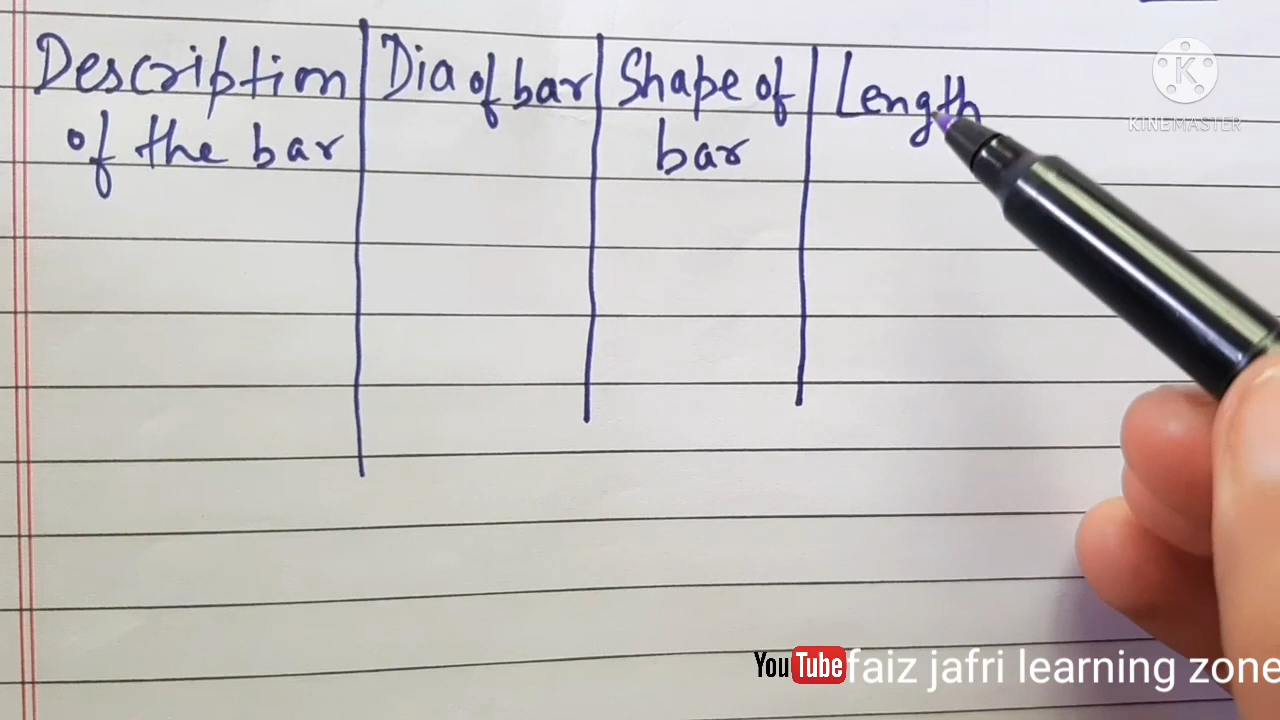 Description of the bar
Dia of bar
Shape of bar
Length
KINEMASTER
YouTube faiz jafri learning zone